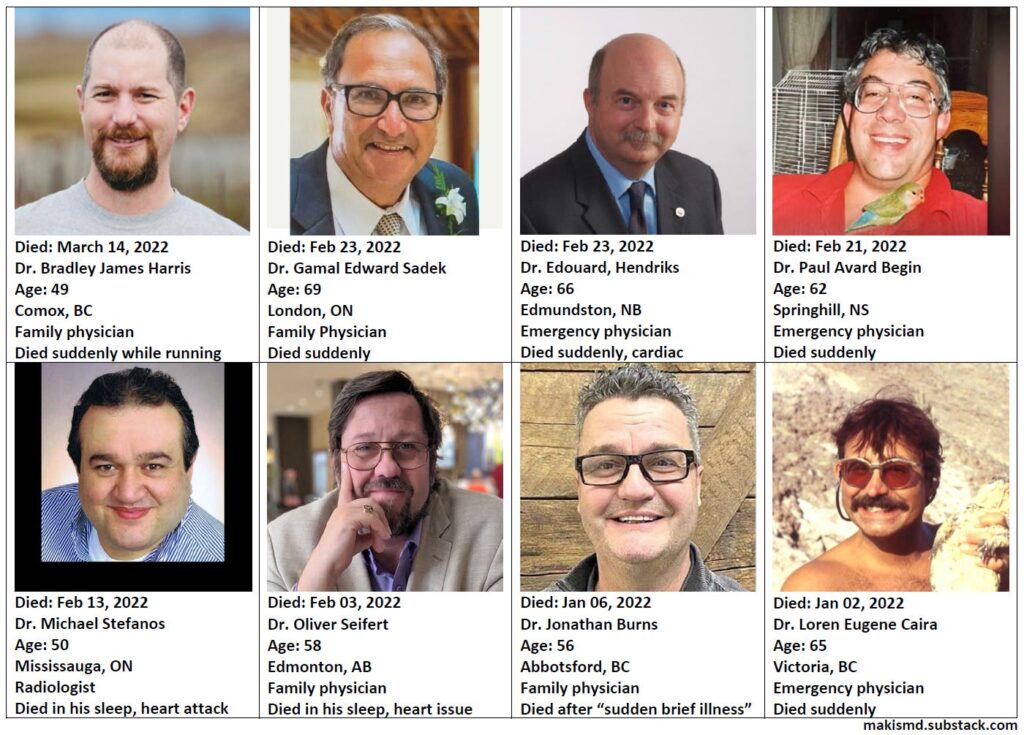 Died: March 14, 2022
Dr. Bradley James Harris
Age: 49
Comox, BC
Family physician
Died suddenly while running
Died: Feb 23, 2022
Dr. Gamal Edward Sadek
Age: 69
London, ON
Family Physician
Died suddenly
Died: Feb 23, 2022
Dr. Edouard, Hendriks
Age: 66
Edmundston, NB
Emergency physician
Died suddenly, cardiac
Died: Feb 21, 2022
Dr. Paul Avard Begin
Age: 62
Springhill, NS
Emergency physician
Died suddenly
Died: Feb 13, 2022
Dr. Michael Stefanos
Age: 50
Mississauga, ON
Radiologist
Died in his sleep, heart attack
Died: Feb 03, 2022
Dr. Oliver Seifert
Age: 58
Edmonton, AB
Family physician
Died in his sleep, heart issue
Died: Jan 06, 2022
Dr. Jonathan Burns
Age: 56
Abbotsford, BC
Family physician
Died after “sudden brief illness”
Died: Jan 02, 2022
Dr. Loren Eugene Caira
Age: 65
Victoria, BC
Emergency physician
Died suddenly
makismd.substack.com